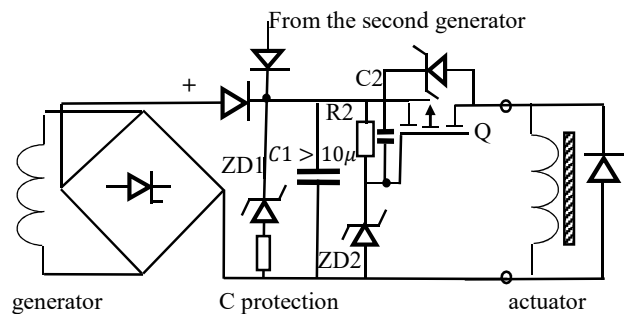 From the second generator
+
C2
R2
Q
C1 > 10μ
ZD1
ZD2
generator
C protection
actuator